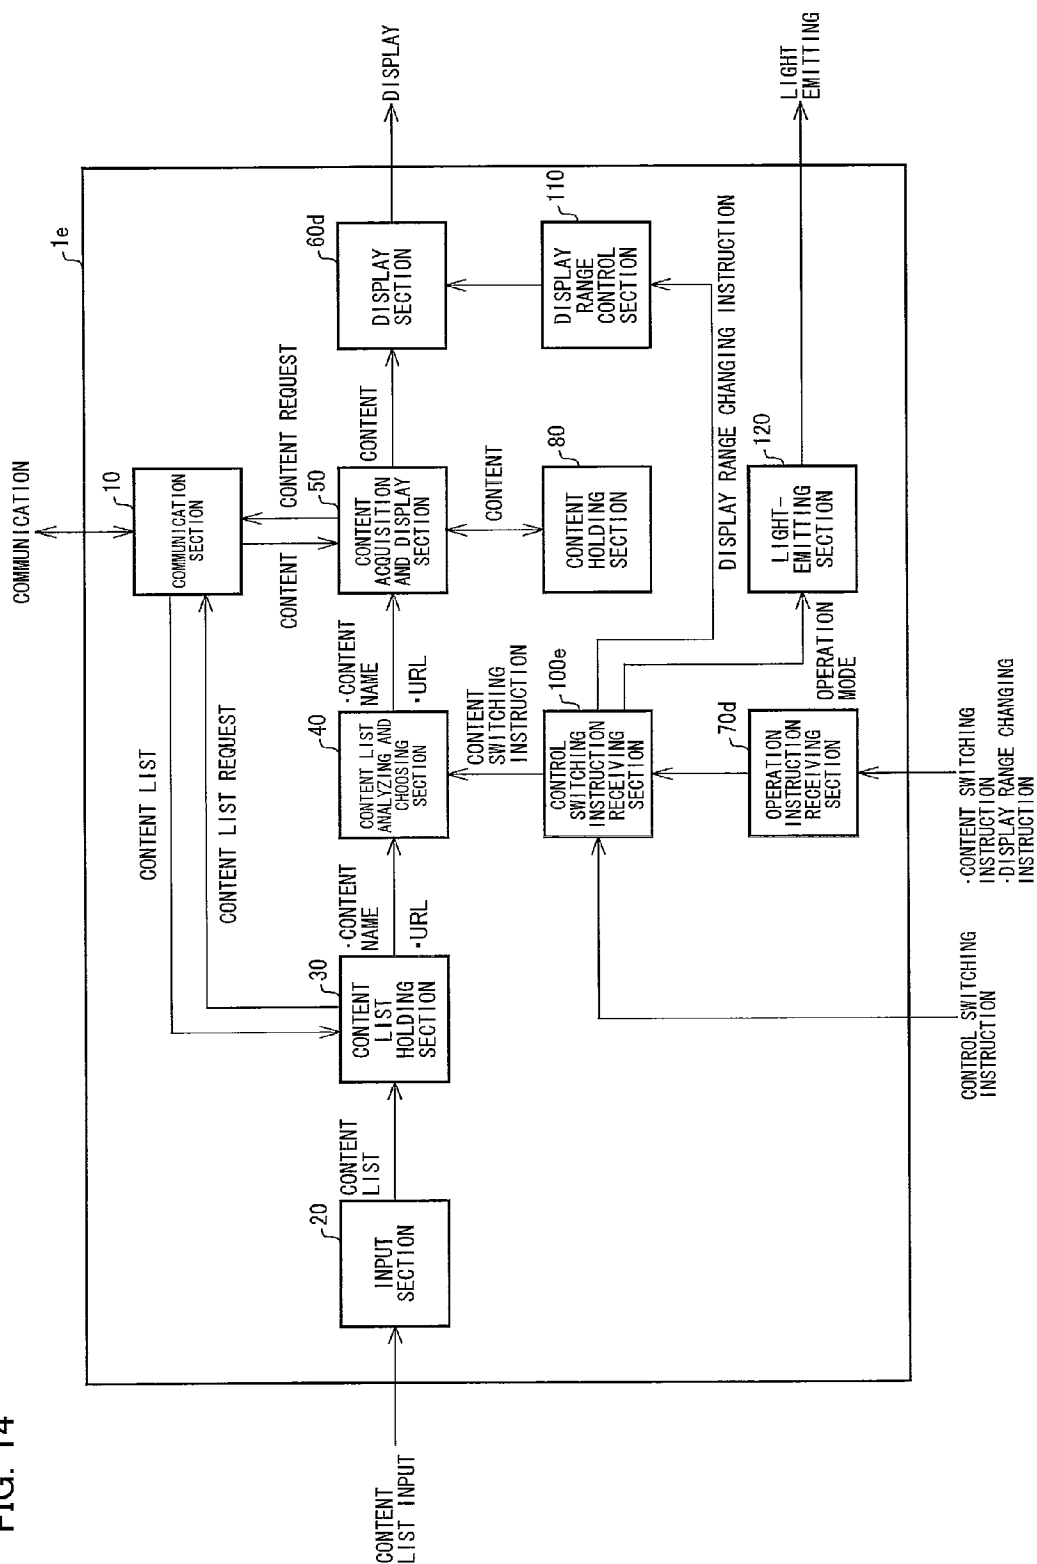 FIG. 14
1e
COMMUNICATION
10
COMMUNICATION
SECTION
CONTENT LIST
CONTENT LIST REQUEST
CONTENT
CONTENT REQUEST
CONTENT
LIST INPUT
20
INPUT
SECTION
CONTENT
LIST
30
CONTENT
LIST
HOLDING
SECTION
·CONTENT
NAME
·URL
40
CONTENT LIST
ANALYZING AND
CHOOSING
SECTION
·CONTENT
NAME
·URL
50
CONTENT
ACQUISITION
AND DISPLAY
SECTION
CONTENT
60d
DISPLAY
SECTION
DISPLAY
CONTENT
SWITCHING
INSTRUCTION
CONTENT
100e
CONTROL
SWITCHING
INSTRUCTION
RECEIVING
SECTION
80
CONTENT
HOLDING
SECTION
110
DISPLAY
RANGE
CONTROL
SECTION
DISPLAY RANGE CHANGING INSTRUCTION
70d
OPERATION
INSTRUCTION
RECEIVING
SECTION
OPERATION
MODE
120
LIGHT-
EMITTING
SECTION
LIGHT
EMITTING
CONTROL SWITCHING
INSTRUCTION
·CONTENT SWITCHING
INSTRUCTION
·DISPLAY RANGE CHANGING
INSTRUCTION